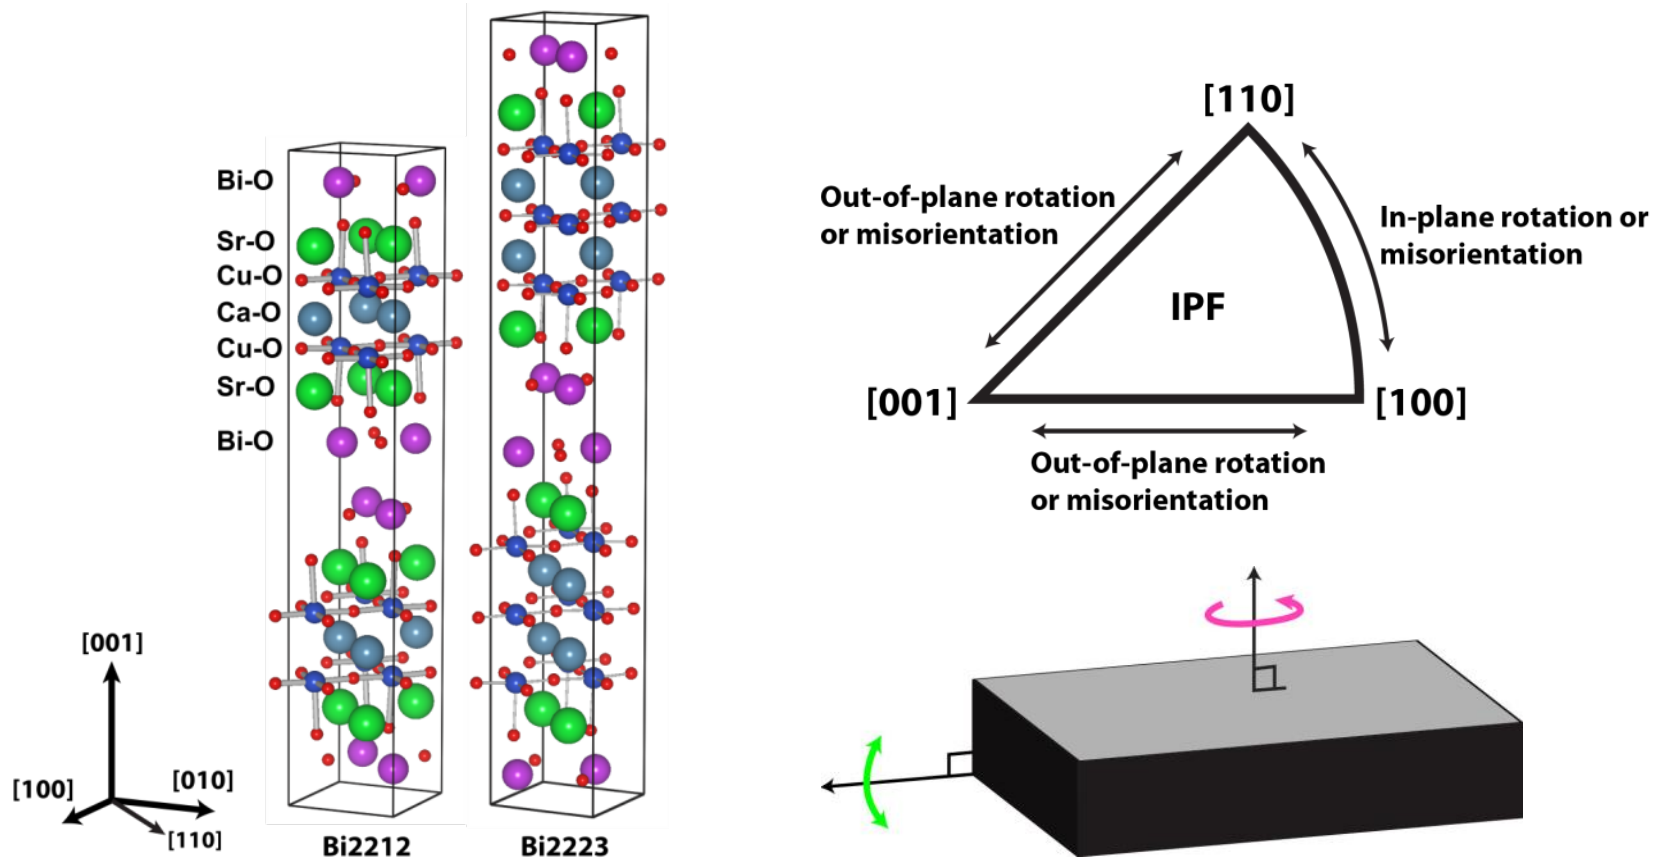 Bi-O
Sr-O
Cu-O
Ca-O
Cu-O
Sr-O
Bi-O
[001]
[100]
[010]
[110]
Bi2212
Bi2223
[110]
Out-of-plane rotation
or misorientation
In-plane rotation or
misorientation
IPF
[001]
[100]
Out-of-plane rotation
or misorientation